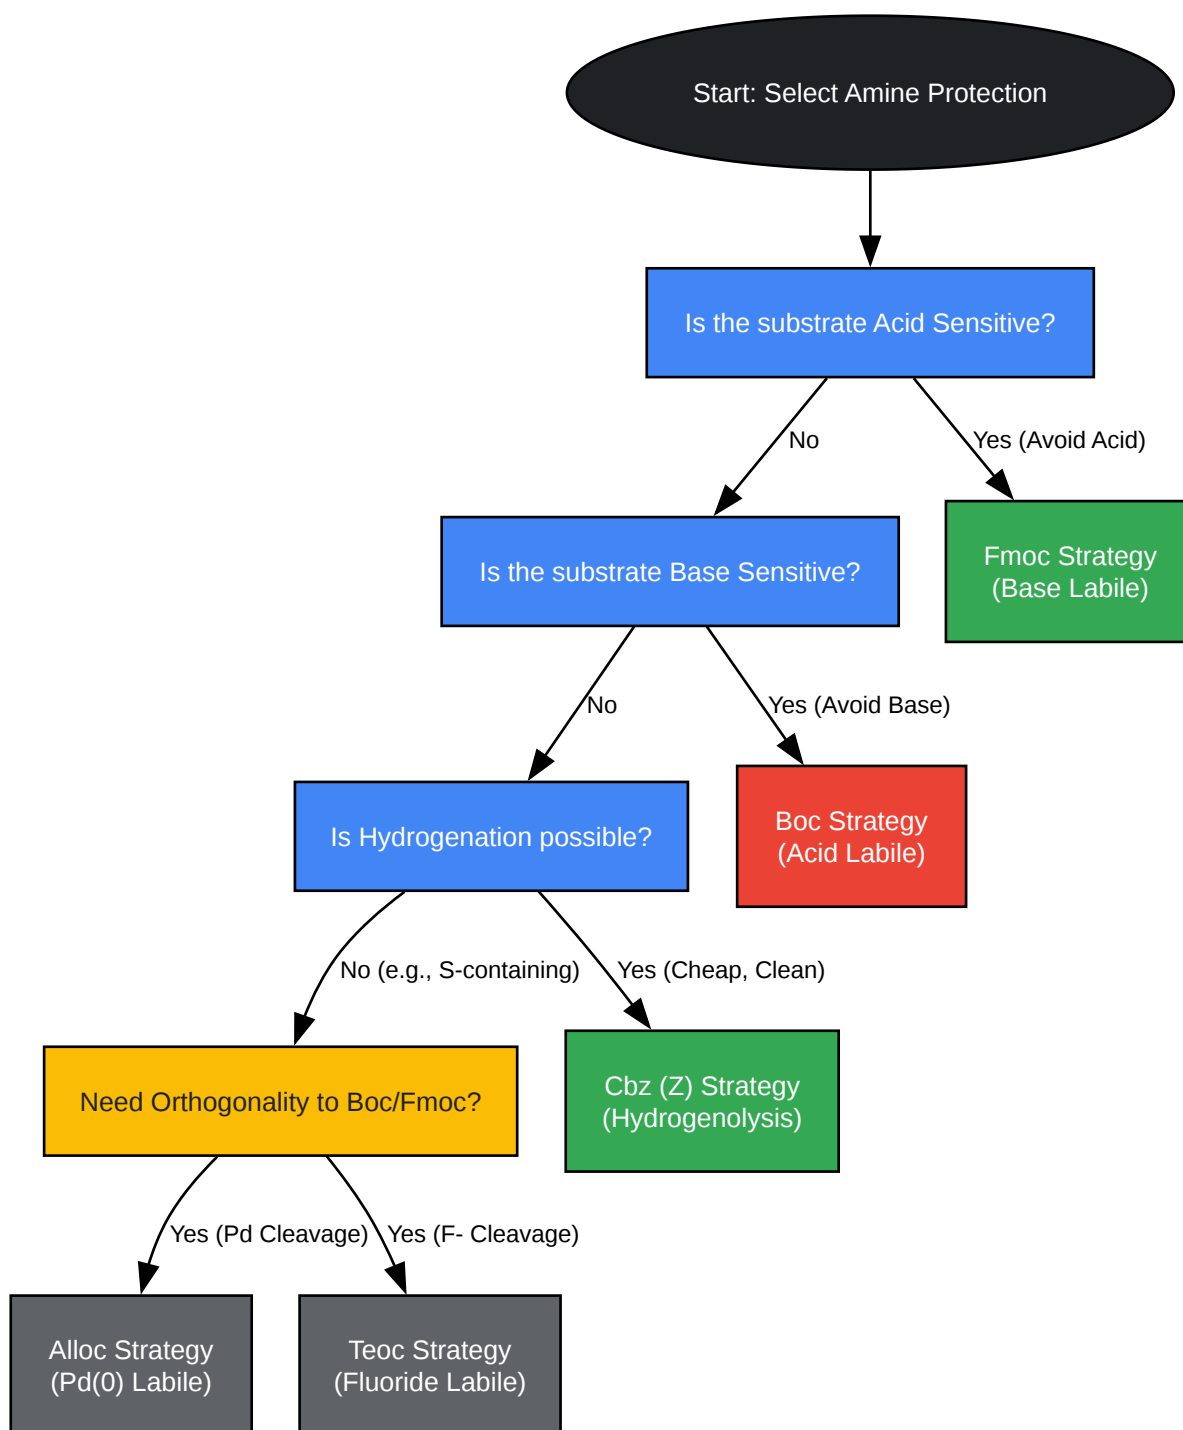 Start: Select Amine Protection
Is the substrate Acid Sensitive?
No
Yes (Avoid Acid)
Fmoc Strategy
(Base Labile)
Is the substrate Base Sensitive?
No
Yes (Avoid Base)
Boc Strategy
(Acid Labile)
Is Hydrogenation possible?
No (e.g., S-containing)
Yes (Cheap, Clean)
Cbz (Z) Strategy
(Hydrogenolysis)
Need Orthogonality to Boc/Fmoc?
Yes (Pd Cleavage)
Yes (F- Cleavage)
Alloc Strategy
(Pd(0) Labile)
Teoc Strategy
(Fluoride Labile)